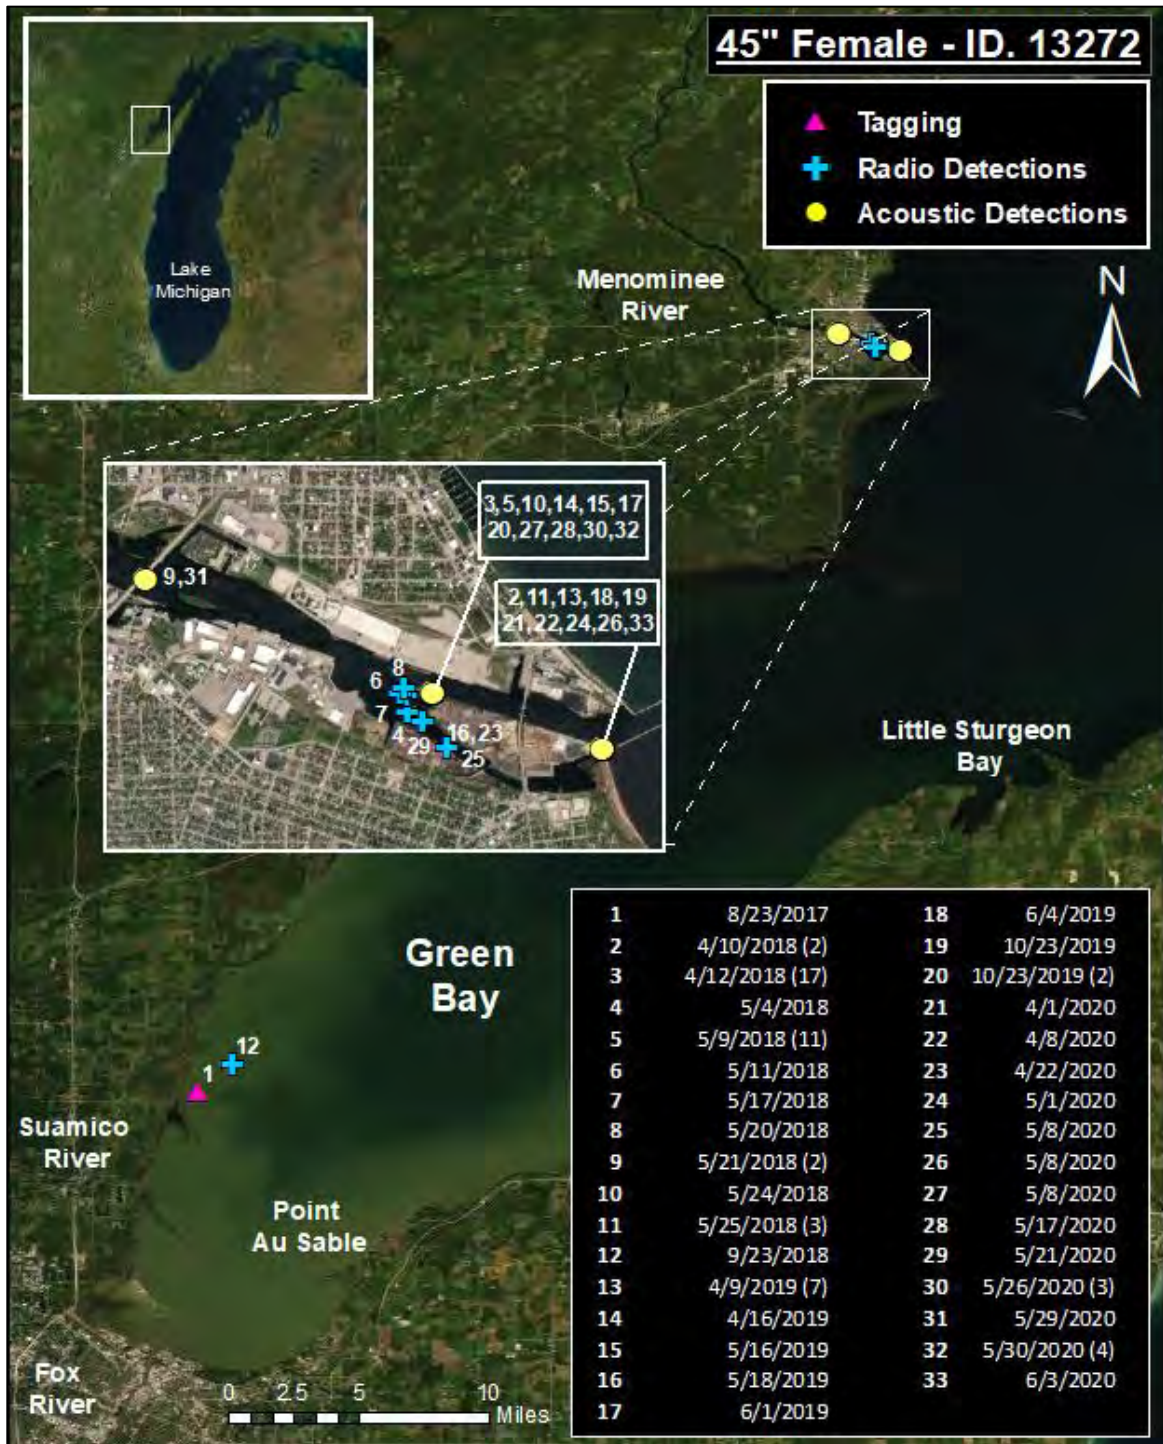 45" Female - ID. 13272
Tagging
Radio Detections
Acoustic Detections
Lake
Michigan
Menominee
River
N
3,5,10,14,15,17
20,27,28,30,32
9,31
2,11,13,18,19
21,22,24,26,33
8
6
7
4
29
16,23
25
Little Sturgeon
Bay
Green
Bay
12
1
Suamico
River
Point
Au Sable
Fox
River
0 2.5 5 10
Miles
1 8/23/2017 18 6/4/2019
2 4/10/2018 (2) 19 10/23/2019
3 4/12/2018 (17) 20 10/23/2019 (2)
4 5/4/2018 21 4/1/2020
5 5/9/2018 (11) 22 4/8/2020
6 5/11/2018 23 4/22/2020
7 5/17/2018 24 5/1/2020
8 5/20/2018 25 5/8/2020
9 5/21/2018 (2) 26 5/8/2020
10 5/24/2018 27 5/8/2020
11 5/25/2018 (3) 28 5/17/2020
12 9/23/2018 29 5/21/2020
13 4/9/2019 (7) 30 5/26/2020 (3)
14 4/16/2019 31 5/29/2020
15 5/16/2019 32 5/30/2020 (4)
16 5/18/2019 33 6/3/2020
17 6/1/2019